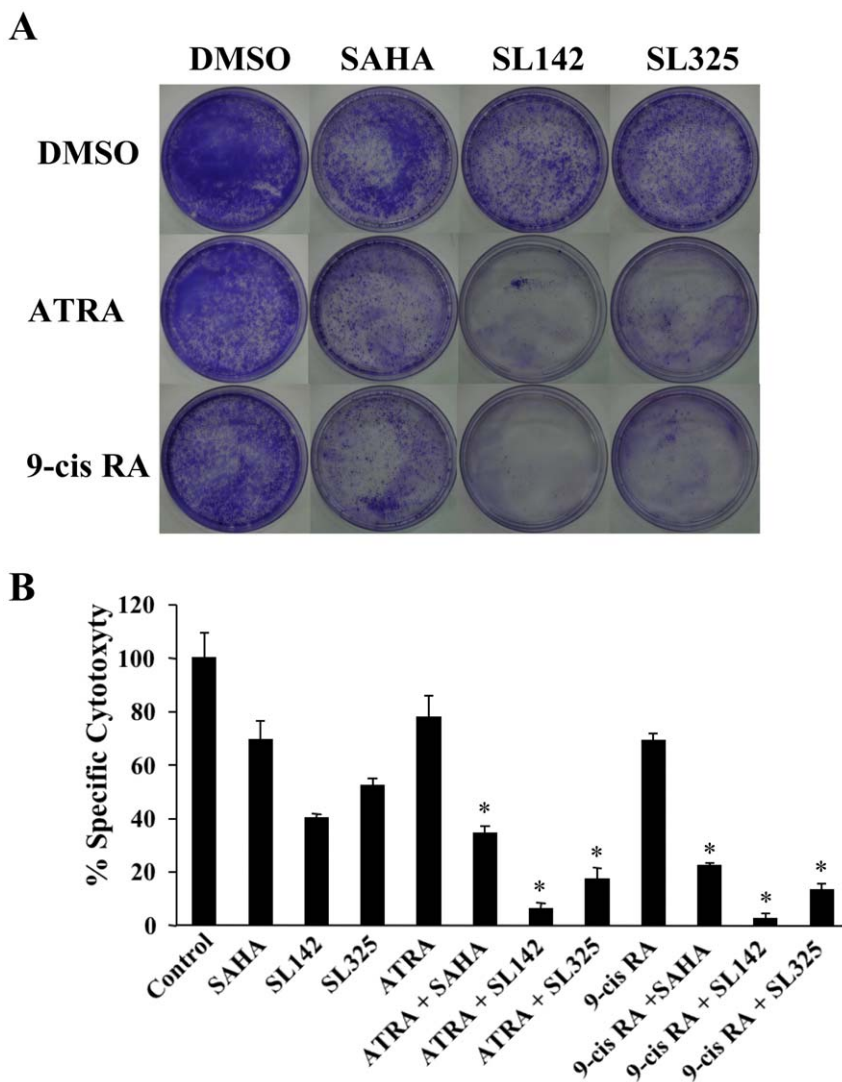 A
DMSO SAHA SL142 SL325
DMSO
ATRA
9-cis RA
B
% Specific Cytotoxyty
120
100
80
60
40
20
0
* * * * * *
Control SAHA SL142 SL325 ATRA ATRA + SAHA ATRA + SL142 ATRA + SL325 9-cis RA 9-cis RA +SAHA 9-cis RA + SL142 9-cis RA + SL325